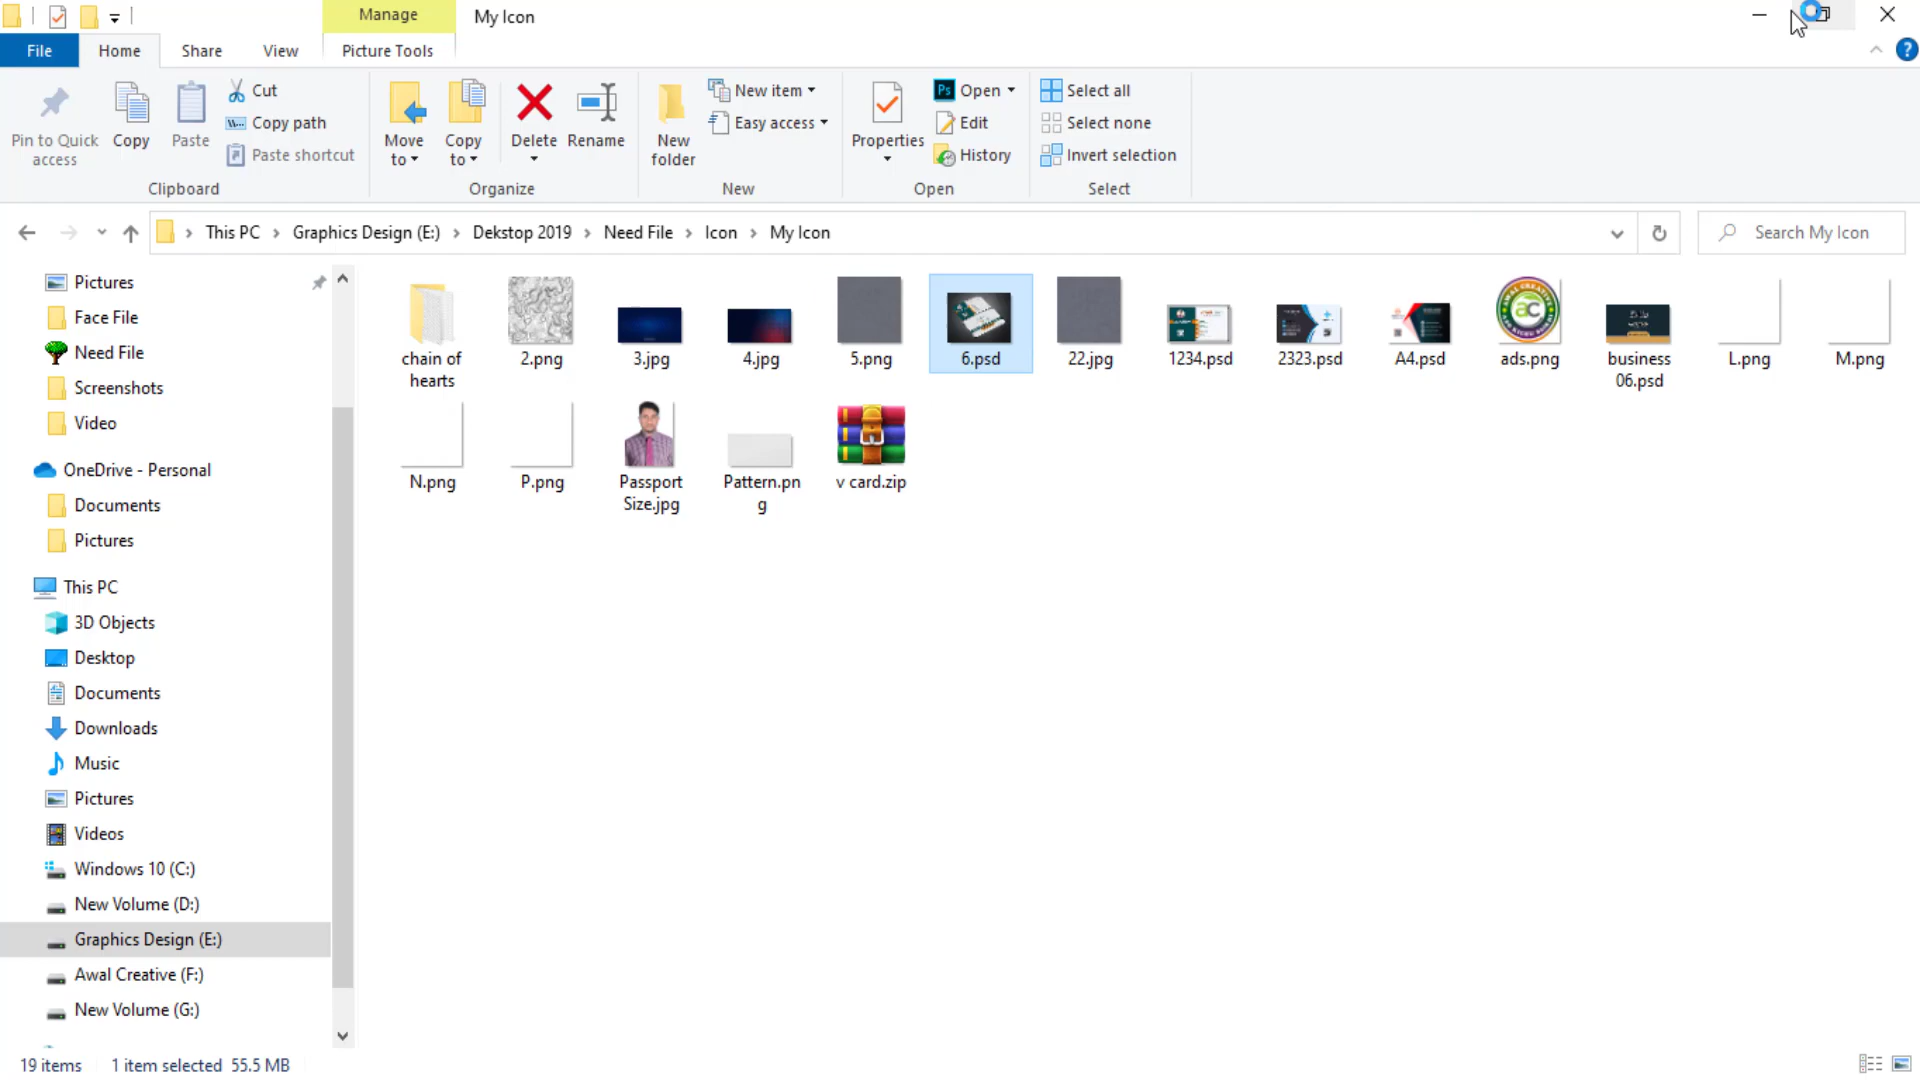 Manage
My Icon
File
Home
Share
View
Picture Tools
Pin to Quick
access
Copy
Paste
Cut
Copy path
Paste shortcut
Clipboard
Move
to
Copy
to
Delete
Rename
Organize
New
folder
New item
Easy access
New
Properties
Ps
Open
Edit
History
Open
Select all
Select none
Invert selection
Select
This PC
Graphics Design (E:)
Dekstop 2019
Need File
Icon
My Icon
Search My Icon
Pictures
Face File
Need File
Screenshots
Video
OneDrive - Personal
Documents
Pictures
This PC
3D Objects
Desktop
Documents
Downloads
Music
Pictures
Videos
Windows 10 (C:)
New Volume (D:)
Graphics Design (E:)
Awal Creative (F:)
New Volume (G:)
chain of
hearts
2.png
3.jpg
4.jpg
5.png
6.psd
22.jpg
1234.psd
2323.psd
A4.psd
ads.png
business
06.psd
L.png
M.png
N.png
P.png
Passport
Size.jpg
Pattern.pn
g
v card.zip
19 items
1 item selected 55.5 MB